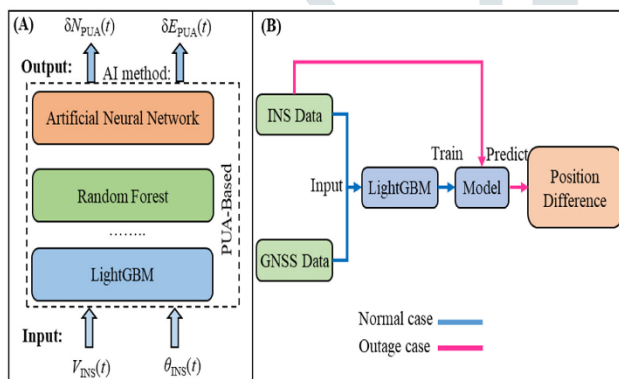 (A)
δN_PUA(t) δE_PUA(t)
Output:
AI method:
Artificial Neural Network
Random Forest
........
LightGBM
PUA-Based
Input:
V_INS(t) θ_INS(t)
(B)
INS Data
GNSS Data
Input
LightGBM
Train
Model
Predict
Position
Difference
Normal case
Outage case